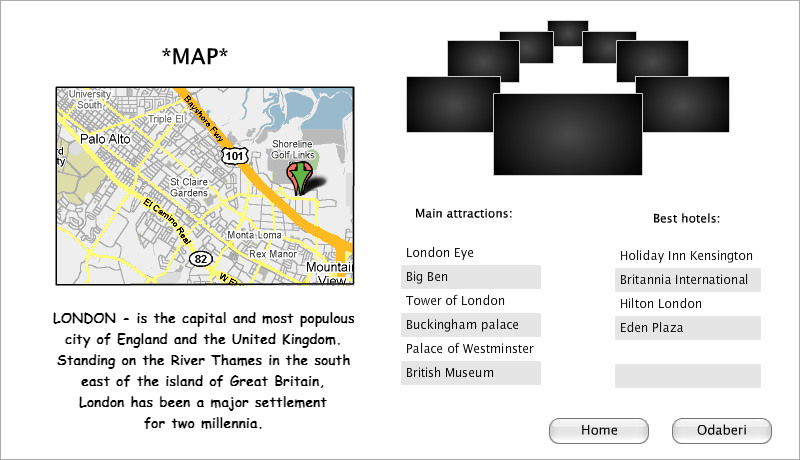 *MAP*
University
South
Triple El
Bayshore Fwy
Palo Alto
101
Shoreline
Golf Links
St Claire
Gardens
El Camino Real
Monta Loma
Rex Manor
82
W El
Mountain
View
LONDON - is the capital and most populous
city of England and the United Kingdom.
Standing on the River Thames in the south
east of the island of Great Britain,
London has been a major settlement
for two millennia.
Main attractions:
London Eye
Big Ben
Tower of London
Buckingham palace
Palace of Westminster
British Museum
Best hotels:
Holiday Inn Kensington
Britannia International
Hilton London
Eden Plaza
Home
Odaberi